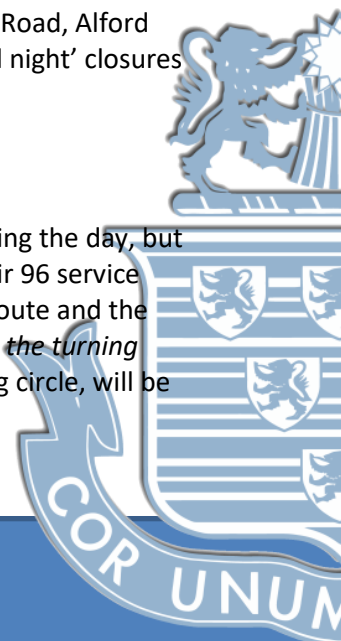 Road, Alford
night’ closures
ing the day, but
ir 96 service
oute and the
the turning
g circle, will be
COR UNUM